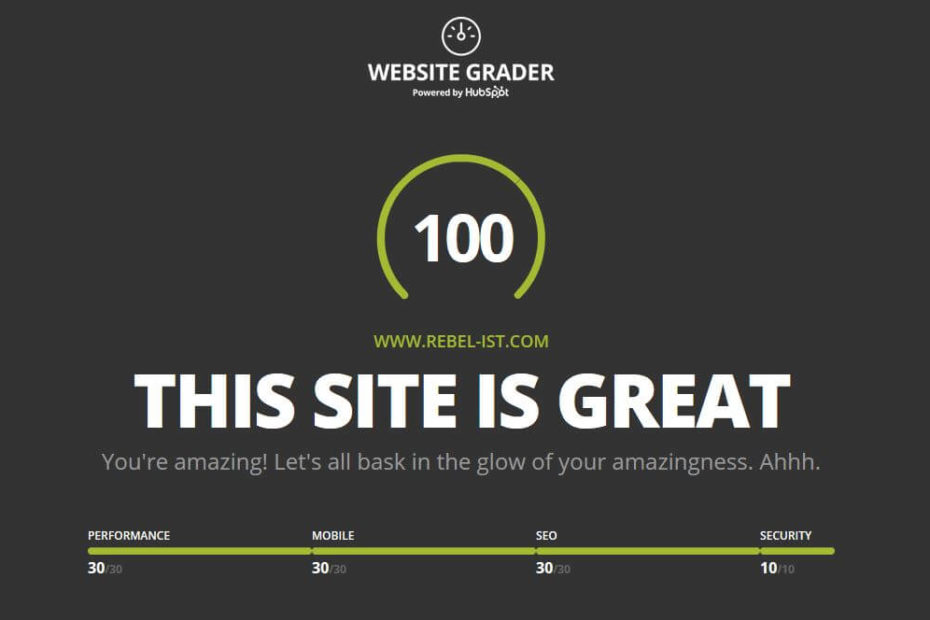 WEBSITE GRADER
Powered by HubSpot
100
WWW.REBEL-IST.COM
THIS SITE IS GREAT
You're amazing! Let's all bask in the glow of your amazingness. Ahhh.
PERFORMANCE MOBILE SEO SECURITY
30/30 30/30 30/30 10/10